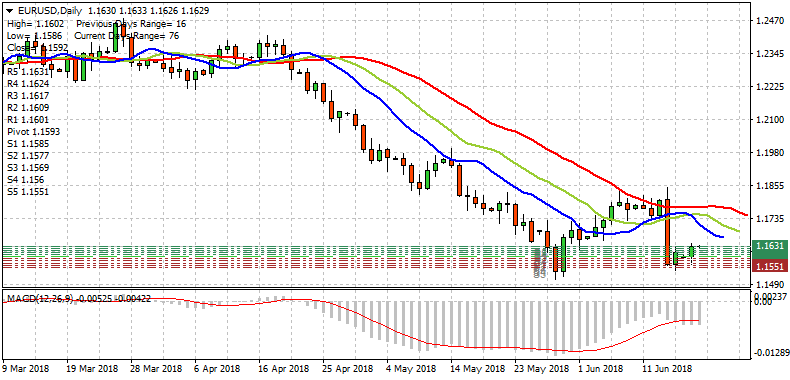 EURUSD,Daily 1.1630 1.1633 1.1626 1.1629
High= 1.1602 Previous Days Range= 16
Low= 1.1586 Current Days Range= 76
Close= 1.1592
R5 1.1631
R4 1.1624
R3 1.1617
R2 1.1609
R1 1.1601
Pivot 1.1593
S1 1.1585
S2 1.1577
S3 1.1569
S4 1.156
S5 1.1551
1.2470
1.2345
1.2225
1.2100
1.1980
1.1855
1.1735
1.1631
1.1551
1.1490
MACD(12,26,9) -0.00525 -0.00422
0.00237
0.00
-0.01289
9 Mar 2018 19 Mar 2018 28 Mar 2018 6 Apr 2018 16 Apr 2018 25 Apr 2018 4 May 2018 14 May 2018 23 May 2018 1 Jun 2018 11 Jun 2018